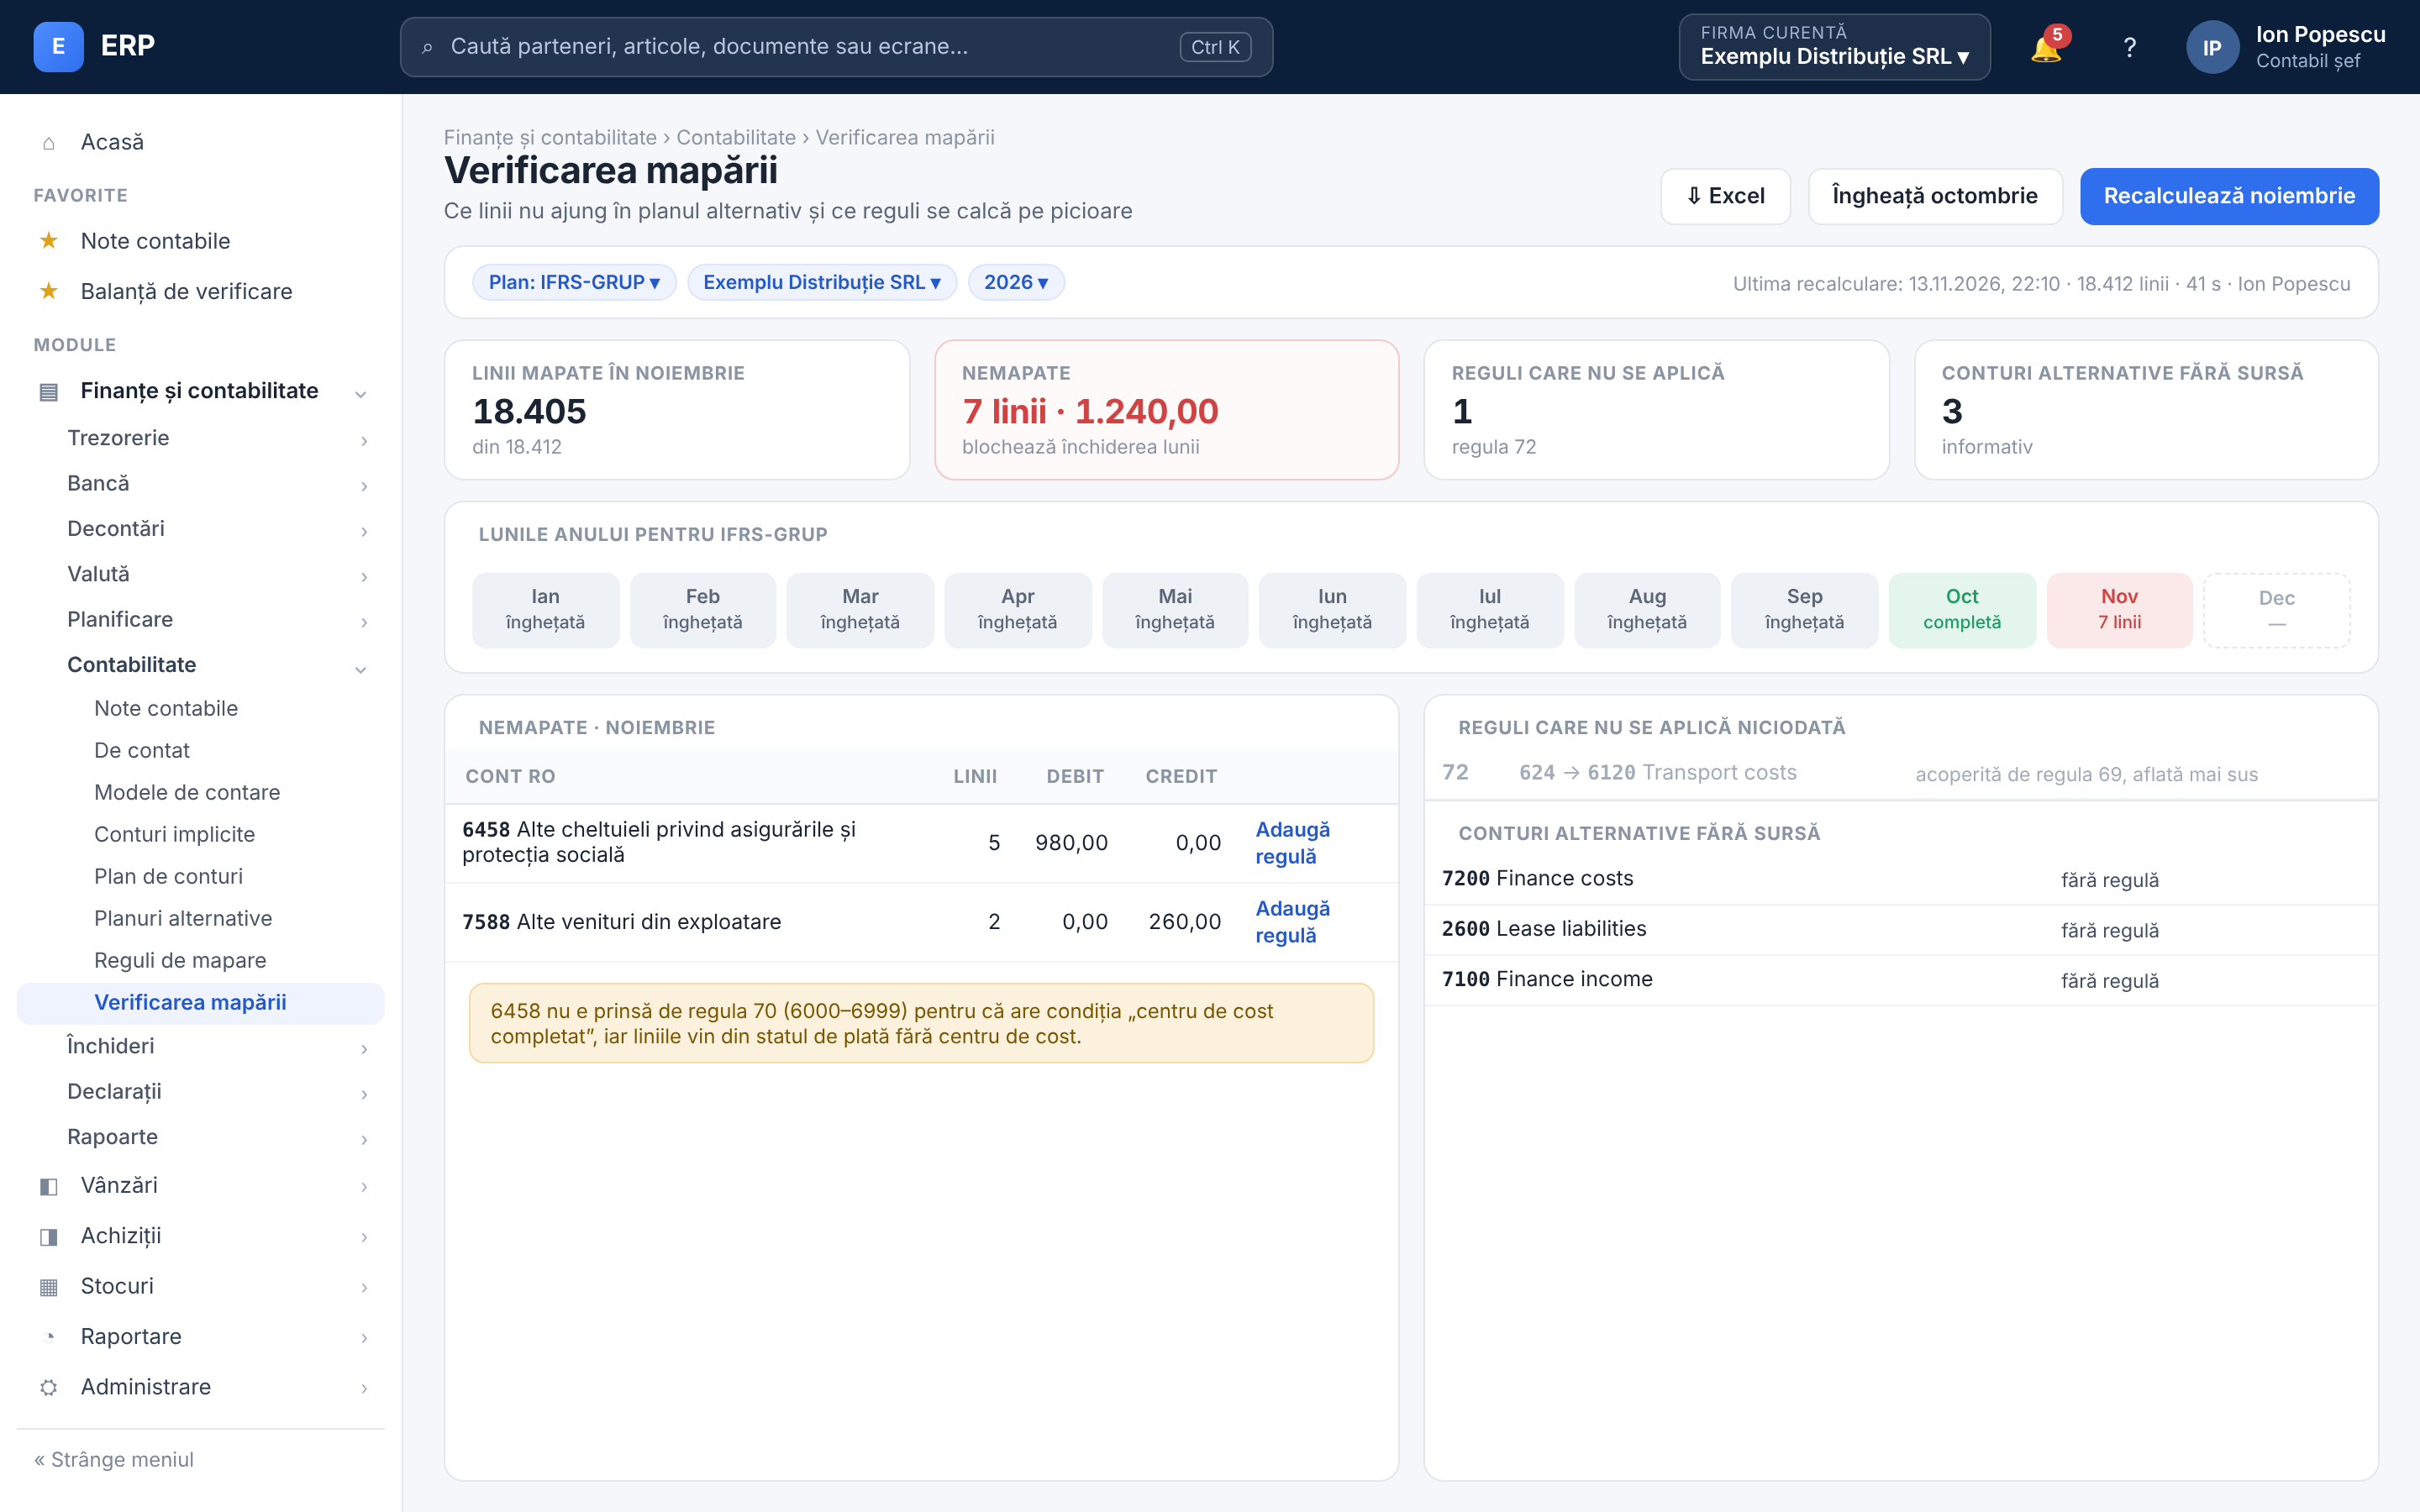 E ERP
Caută parteneri, articole, documente sau ecrane... Ctrl K
FIRMA CURENTĂ
Exemplu Distribuție SRL ▾
5
?
IP
Ion Popescu
Contabil șef
Acasă
FAVORITE
★ Note contabile
★ Balanță de verificare
MODULE
Finanțe și contabilitate
Trezorerie ›
Bancă ›
Decontări ›
Valută ›
Planificare ›
Contabilitate
Note contabile
De contat
Modele de contare
Conturi implicite
Plan de conturi
Planuri alternative
Reguli de mapare
Verificarea mapării
Închideri ›
Declarații ›
Rapoarte ›
Vânzări ›
Achiziții ›
Stocuri ›
Raportare ›
Administrare ›
« Strânge meniul
Finanțe și contabilitate › Contabilitate › Verificarea mapării
Verificarea mapării
Ce linii nu ajung în planul alternativ și ce reguli se calcă pe picioare
⇩ Excel
Îngheață octombrie
Recalculează noiembrie
Plan: IFRS-GRUP ▾ Exemplu Distribuție SRL ▾ 2026 ▾
Ultima recalculare: 13.11.2026, 22:10 · 18.412 linii · 41 s · Ion Popescu
LINII MAPATE ÎN NOIEMBRIE
18.405
din 18.412
NEMAPATE
7 linii · 1.240,00
blochează închiderea lunii
REGULI CARE NU SE APLICĂ
1
regula 72
CONTURI ALTERNATIVE FĂRĂ SURSĂ
3
informativ
LUNILE ANULUI PENTRU IFRS-GRUP
Ian Feb Mar Apr Mai Iun Iul Aug Sep Oct Nov Dec
înghețată înghețată înghețată înghețată înghețată înghețată înghețată înghețată înghețată completă 7 linii —
NEMAPATE · NOIEMBRIE
CONT RO LINII DEBIT CREDIT
6458 Alte cheltuieli privind asigurările și
protecția socială
5 980,00 0,00
Adaugă
regulă
7588 Alte venituri din exploatare 2 0,00 260,00
Adaugă
regulă
6458 nu e prinsă de regula 70 (6000–6999) pentru că are condiția „centru de cost
completat”, iar liniile vin din statul de plată fără centru de cost.
REGULI CARE NU SE APLICĂ NICIODATĂ
72 624 → 6120 Transport costs acoperită de regula 69, aflată mai sus
CONTURI ALTERNATIVE FĂRĂ SURSĂ
7200 Finance costs fără regulă
2600 Lease liabilities fără regulă
7100 Finance income fără regulă